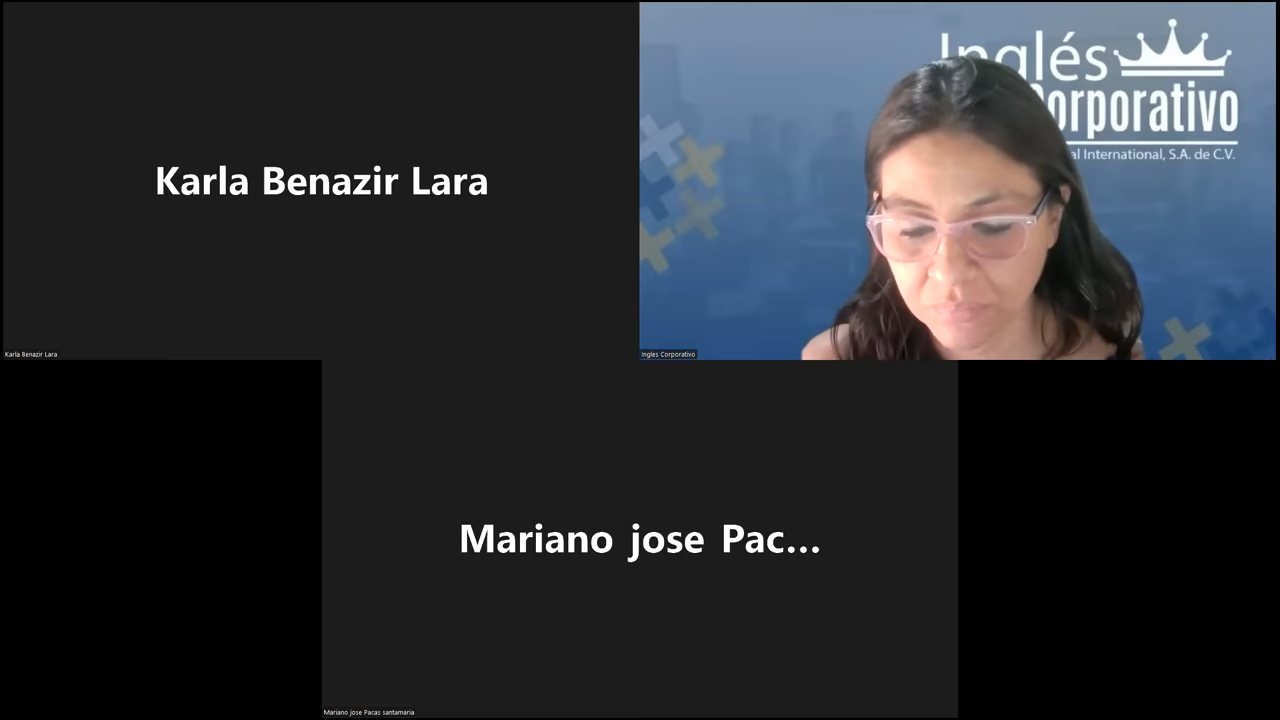 Karla Benazir Lara
Karla Benazir Lara
Inglés
orporativo
al International, S.A. de C.V.
Ingles Corporativo
Mariano jose Pac...
Mariano jose Pacas santamaria